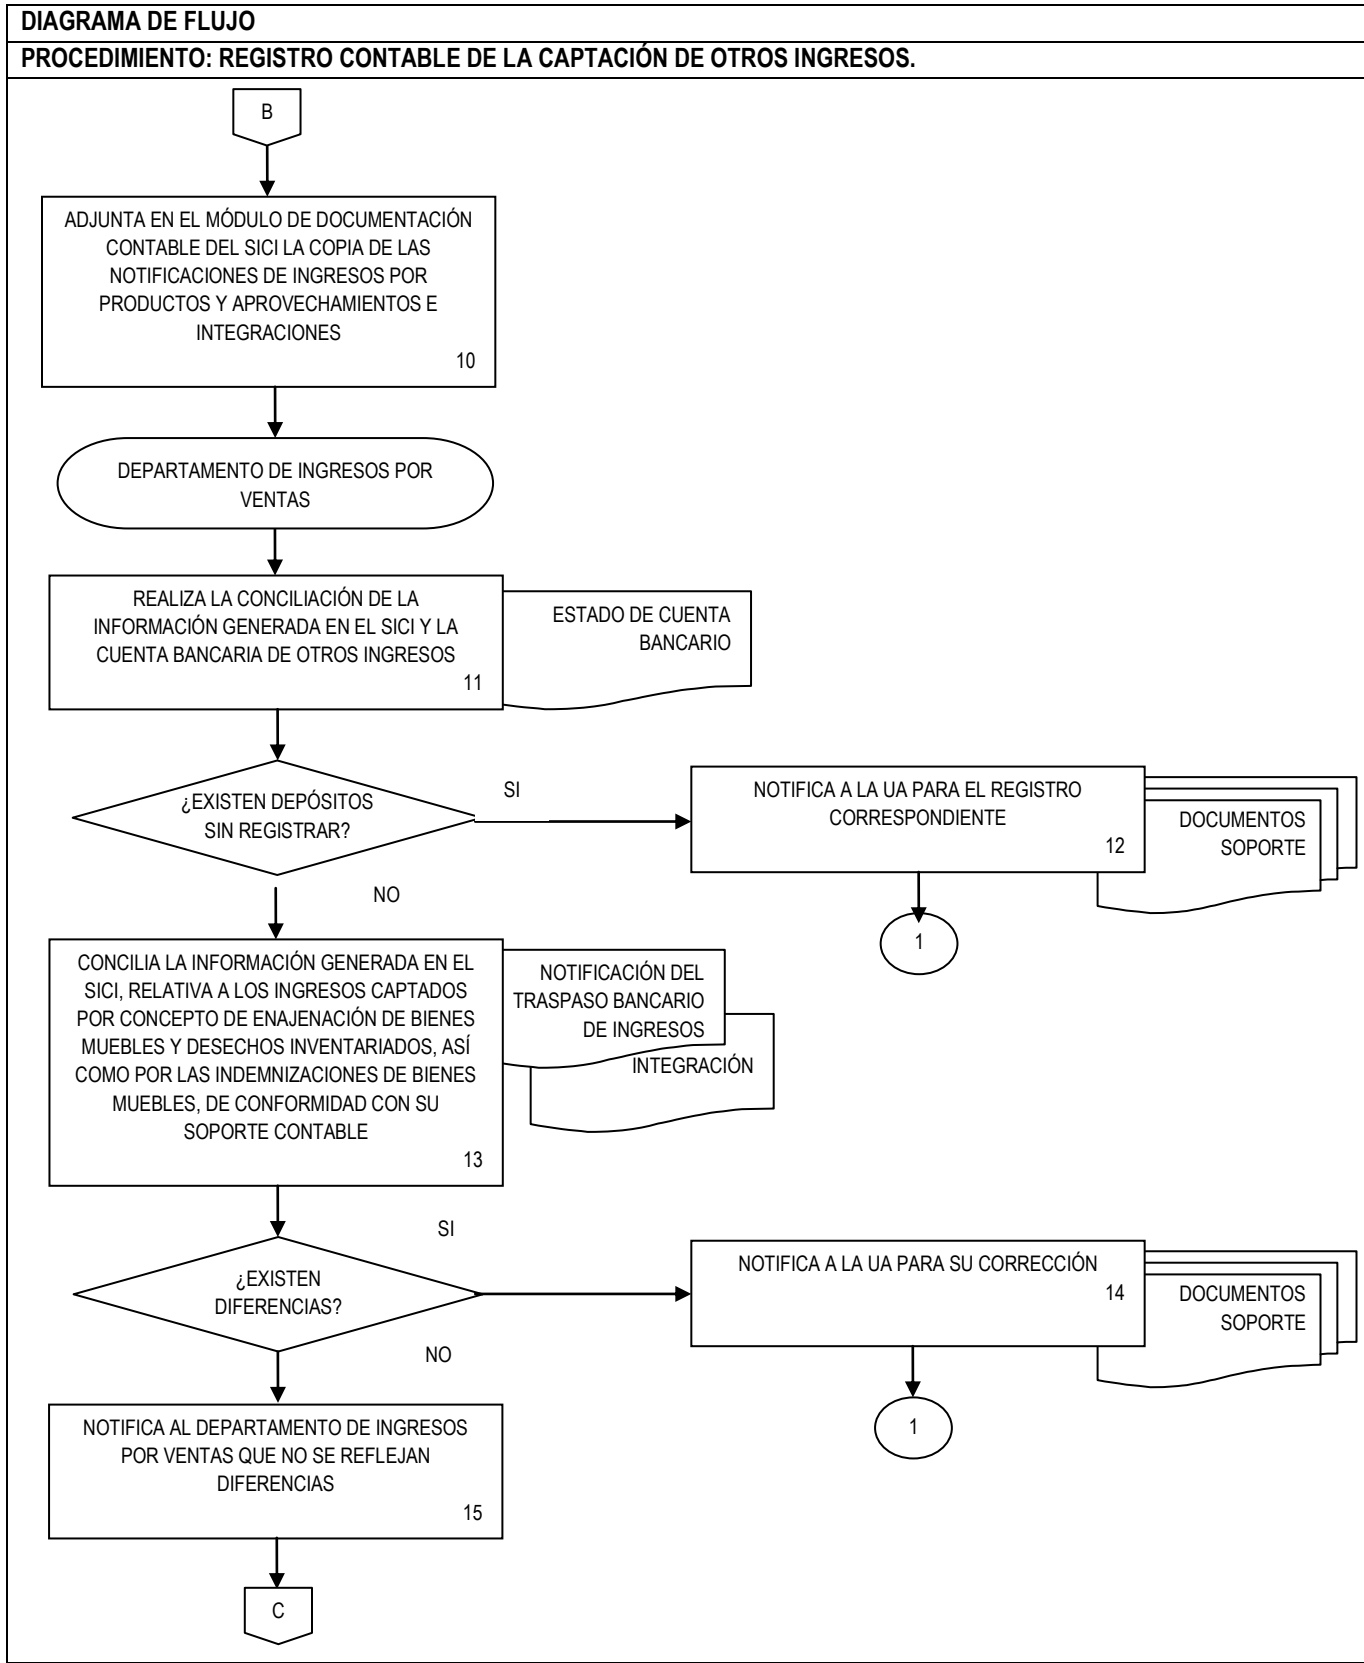 DIAGRAMA DE FLUJO
PROCEDIMIENTO: REGISTRO CONTABLE DE LA CAPTACIÓN DE OTROS INGRESOS.
B
ADJUNTA EN EL MÓDULO DE DOCUMENTACIÓN
CONTABLE DEL SICI LA COPIA DE LAS
NOTIFICACIONES DE INGRESOS POR
PRODUCTOS Y APROVECHAMIENTOS E
INTEGRACIONES
10
DEPARTAMENTO DE INGRESOS POR
VENTAS
REALIZA LA CONCILIACIÓN DE LA
INFORMACIÓN GENERADA EN EL SICI Y LA
CUENTA BANCARIA DE OTROS INGRESOS
11
ESTADO DE CUENTA
BANCARIO
¿EXISTEN DEPÓSITOS
SIN REGISTRAR?
SI
NOTIFICA A LA UA PARA EL REGISTRO
CORRESPONDIENTE
12
DOCUMENTOS
SOPORTE
1
NO
CONCILIA LA INFORMACIÓN GENERADA EN EL
SICI, RELATIVA A LOS INGRESOS CAPTADOS
POR CONCEPTO DE ENAJENACIÓN DE BIENES
MUEBLES Y DESECHOS INVENTARIADOS, ASÍ
COMO POR LAS INDEMNIZACIONES DE BIENES
MUEBLES, DE CONFORMIDAD CON SU
SOPORTE CONTABLE
13
NOTIFICACIÓN DEL
TRASPASO BANCARIO
DE INGRESOS
INTEGRACIÓN
¿EXISTEN
DIFERENCIAS?
SI
NOTIFICA A LA UA PARA SU CORRECCIÓN
14
DOCUMENTOS
SOPORTE
1
NO
NOTIFICA AL DEPARTAMENTO DE INGRESOS
POR VENTAS QUE NO SE REFLEJAN
DIFERENCIAS
15
C